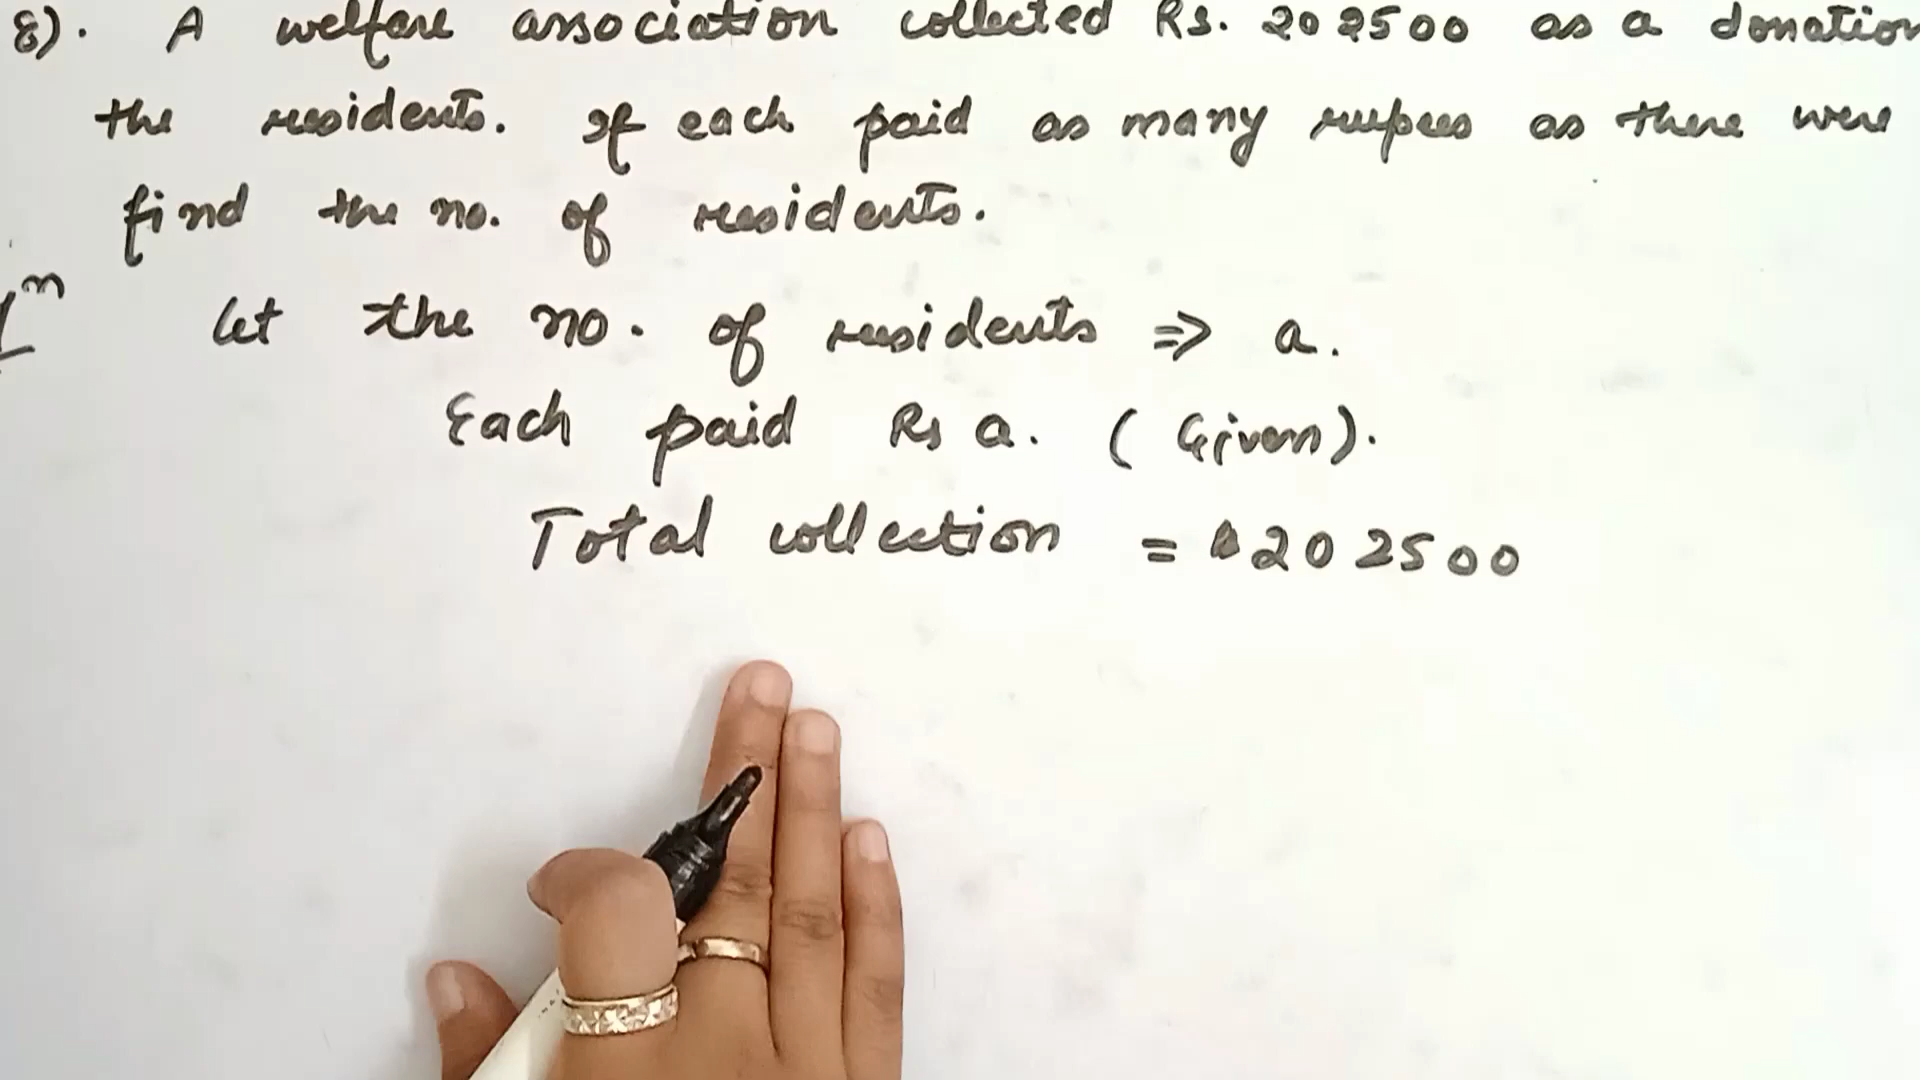 8). A welfare association collected Rs. 202500 as a donation
the residents. If each paid as many rupees as there were
find the no. of residents.
Let the no. of residents => a.
Each paid Rs a. (Given).
Total collection = 202500